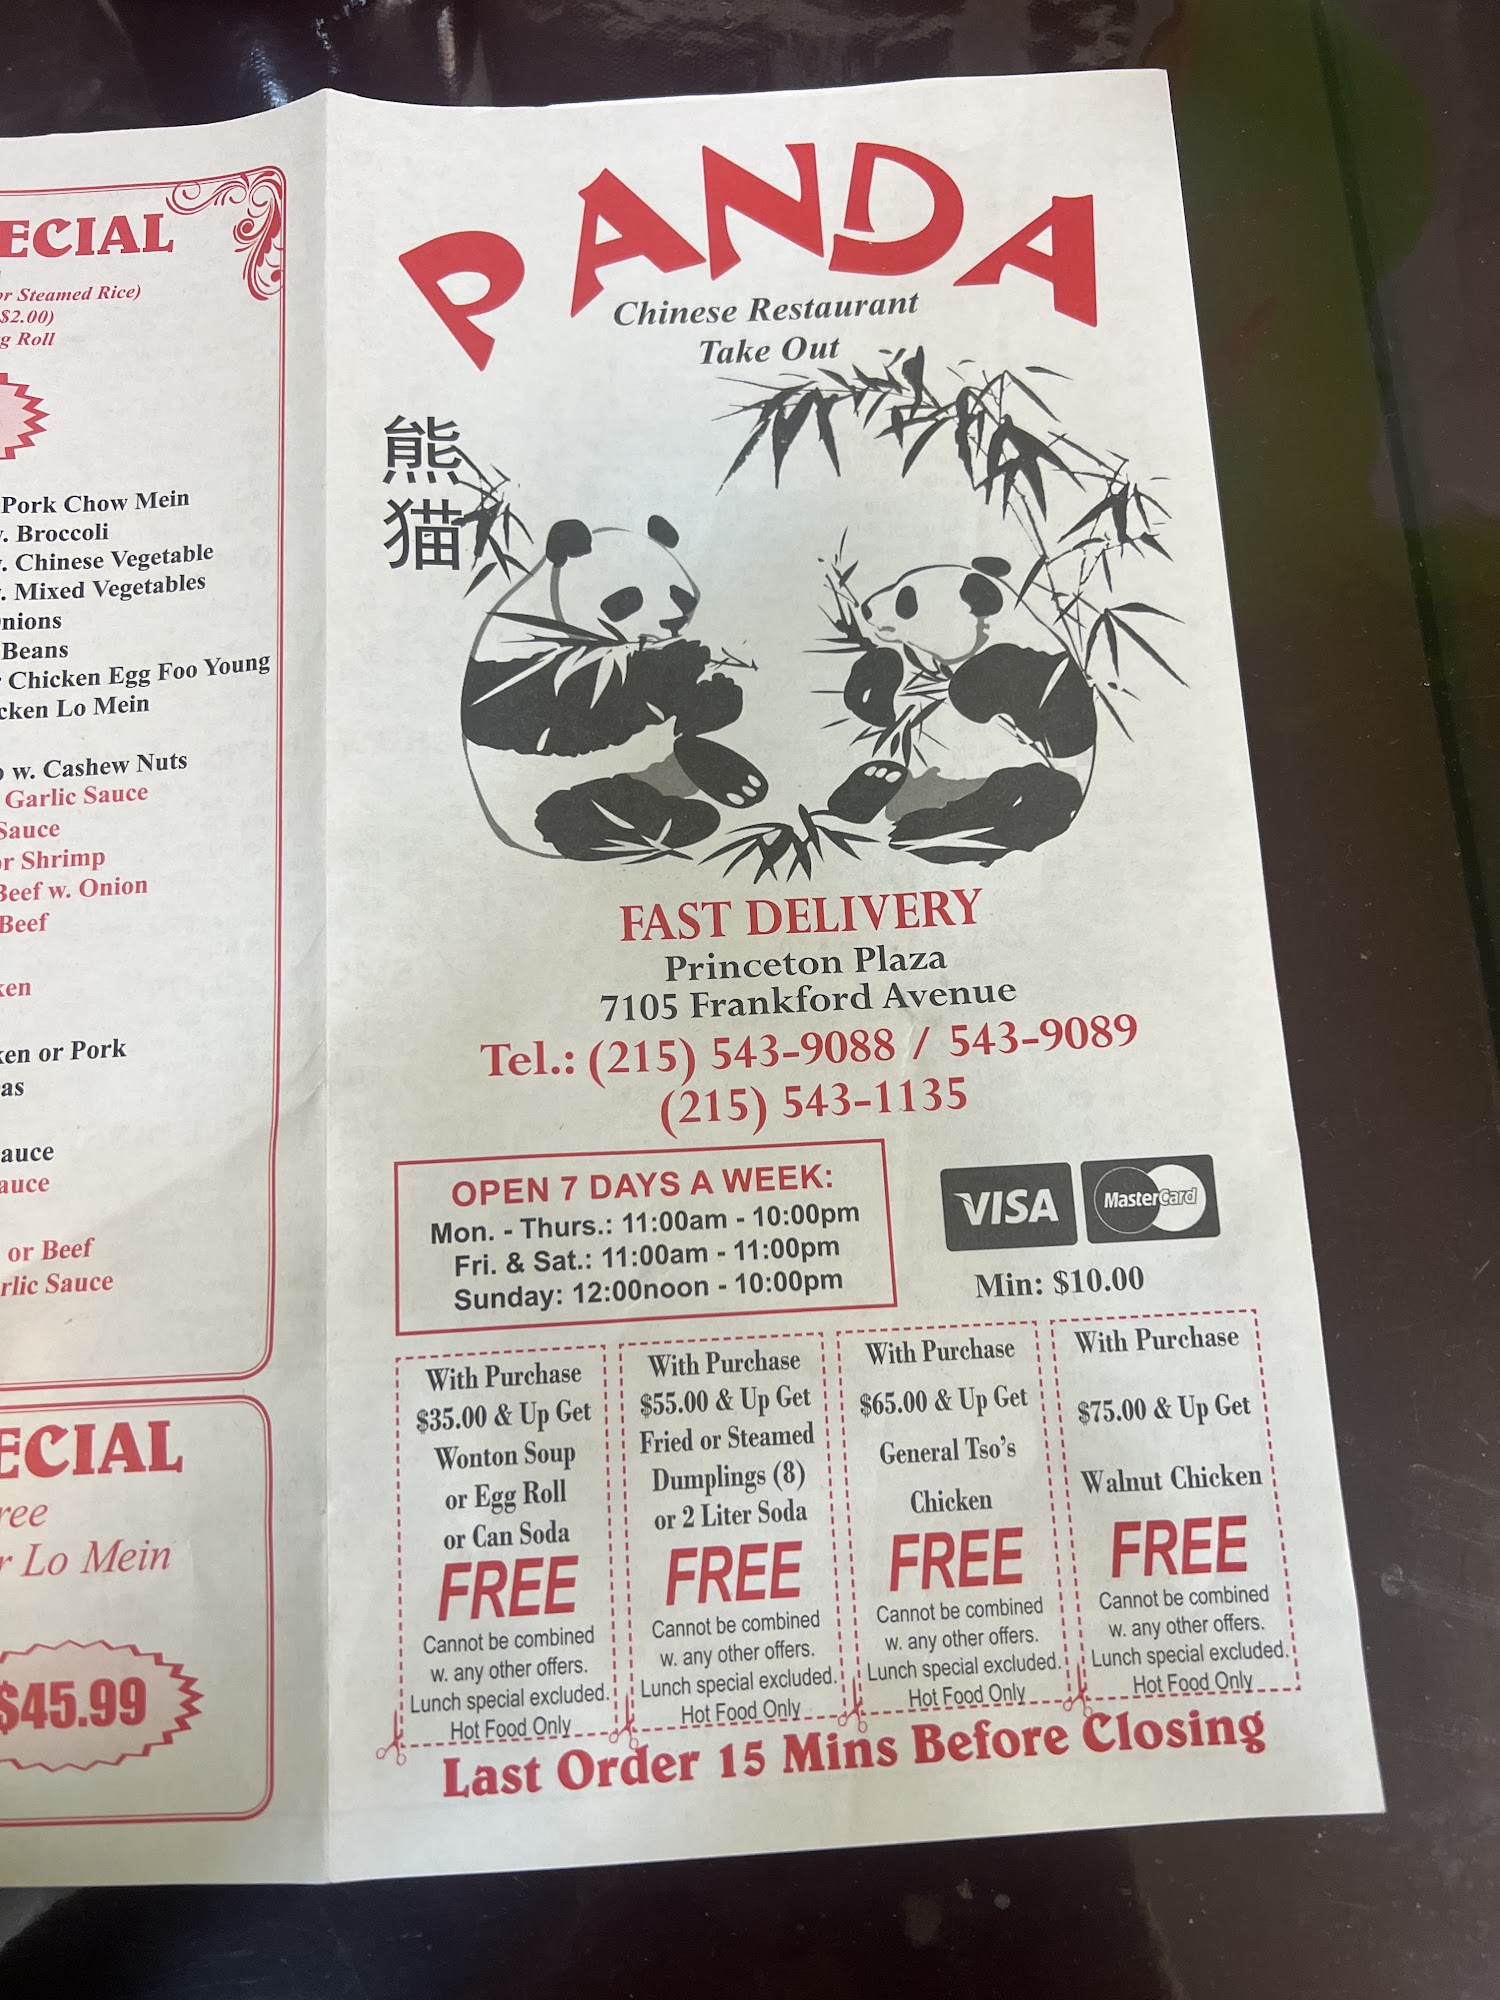 ECIAL
or Steamed Rice)
$2.00)
g Roll
Pork Chow Mein
. Broccoli
. Chinese Vegetable
. Mixed Vegetables
nions
Beans
Chicken Egg Foo Young
cken Lo Mein
w. Cashew Nuts
Garlic Sauce
Sauce
or Shrimp
Beef w. Onion
Beef
ken
ken or Pork
as
auce
auce
or Beef
rlic Sauce
ECIAL
ree
r Lo Mein
$45.99
PANDA
Chinese Restaurant
Take Out
熊
猫
FAST DELIVERY
Princeton Plaza
7105 Frankford Avenue
Tel.: (215) 543-9088 / 543-9089
(215) 543-1135
OPEN 7 DAYS A WEEK:
Mon. - Thurs.: 11:00am - 10:00pm
Fri. & Sat.: 11:00am - 11:00pm
Sunday: 12:00noon - 10:00pm
VISA
MasterCard
Min: $10.00
With Purchase
$35.00 & Up Get
Wonton Soup
or Egg Roll
or Can Soda
FREE
Cannot be combined
w. any other offers.
Lunch special excluded.
Hot Food Only
With Purchase
$55.00 & Up Get
Fried or Steamed
Dumplings (8)
or 2 Liter Soda
FREE
Cannot be combined
w. any other offers.
Lunch special excluded.
Hot Food Only
With Purchase
$65.00 & Up Get
General Tso's
Chicken
FREE
Cannot be combined
w. any other offers.
Lunch special excluded.
Hot Food Only
With Purchase
$75.00 & Up Get
Walnut Chicken
FREE
Cannot be combined
w. any other offers.
Lunch special excluded.
Hot Food Only
Last Order 15 Mins Before Closing